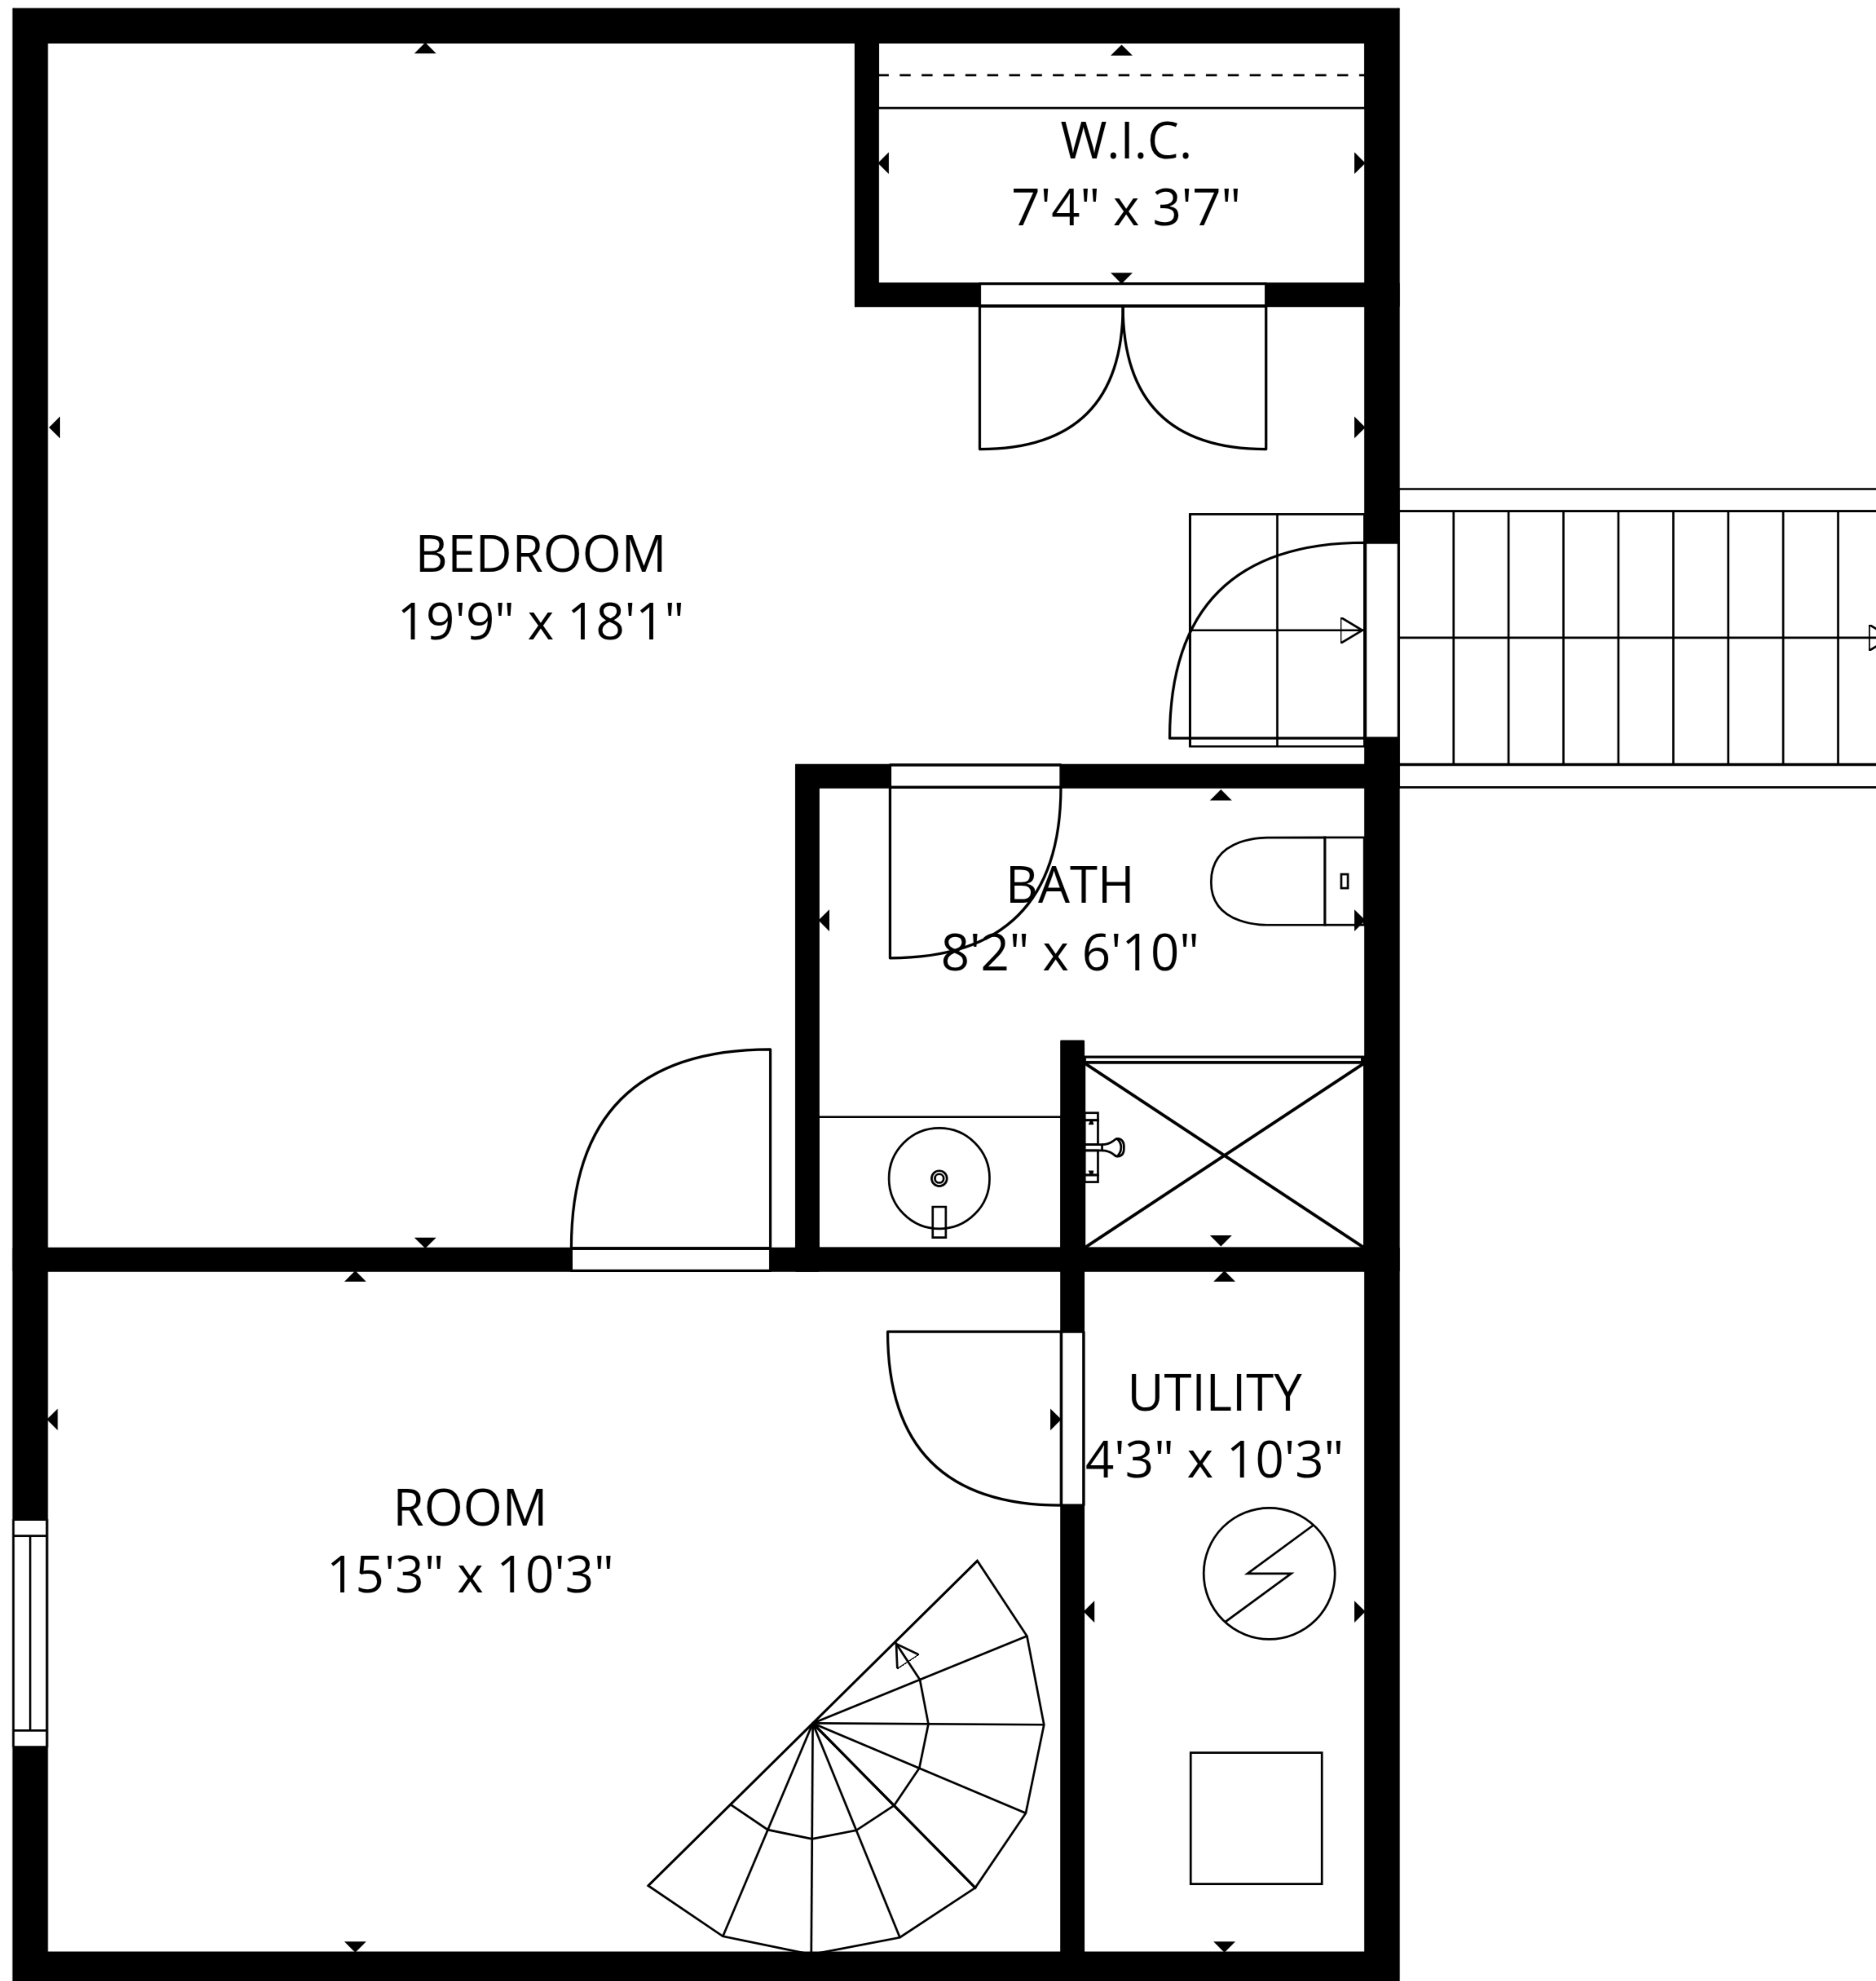 W.I.C.
7'4" x 3'7"
BEDROOM
19'9" x 18'1"
BATH
8'2" x 6'10"
UTILITY
4'3" x 10'3"
ROOM
15'3" x 10'3"